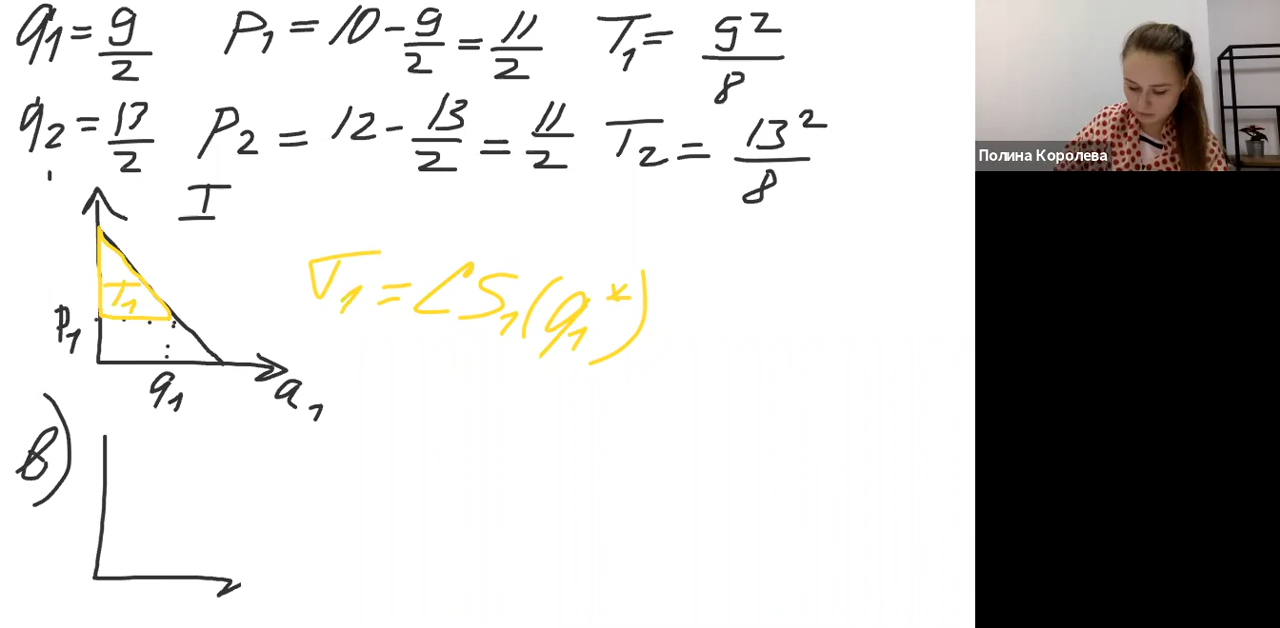 q1 = 9/2 P1 = 10 - 9/2 = 11/2 T1 = 9²/8
q2 = 13/2 P2 = 12 - 13/2 = 11/2 T2 = 13²/8
Полина Королева
I
T1
T1 = CS1(q1*)
P1
q1
a1
в)